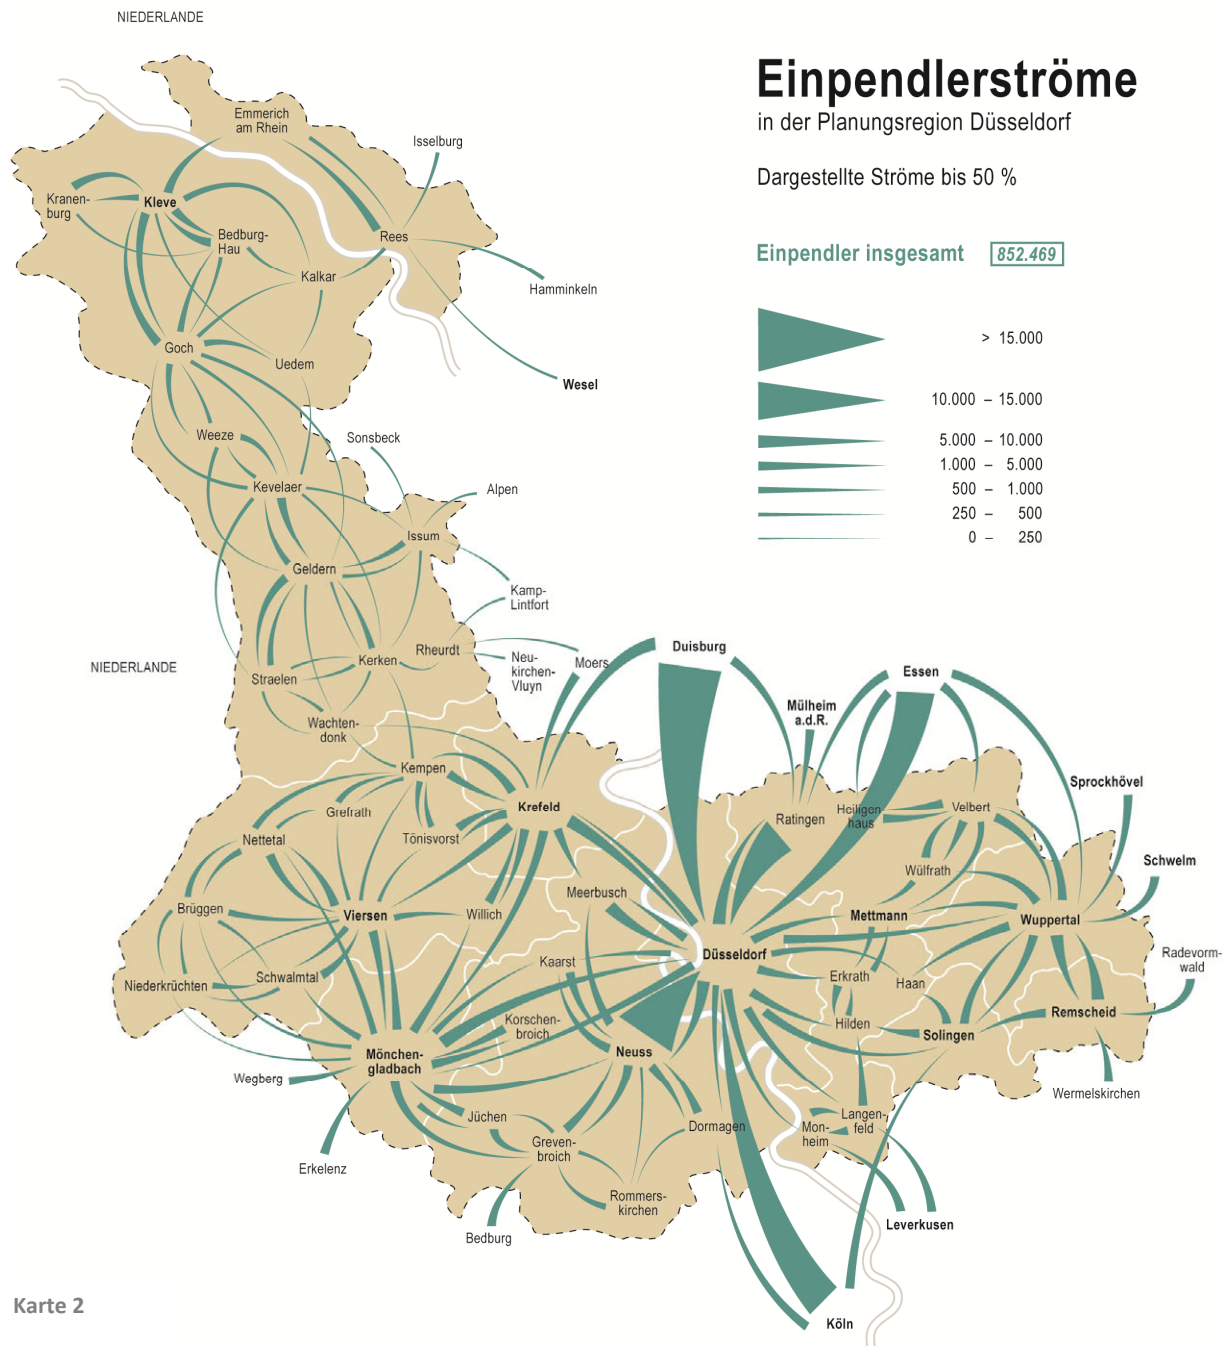 NIEDERLANDE
Einpendlerströme
in der Planungsregion Düsseldorf
Dargestellte Ströme bis 50 %
Einpendler insgesamt 852.469
> 15.000
10.000 – 15.000
5.000 – 10.000
1.000 – 5.000
500 – 1.000
250 – 500
0 – 250
Emmerich
am Rhein
Isselburg
Kranen-
burg
Kleve
Bedburg-
Hau
Rees
Kalkar
Hamminkeln
Goch
Uedem
Wesel
Weeze
Sonsbeck
Kevelaer
Alpen
Issum
Geldern
Kamp-
Lintfort
NIEDERLANDE
Straelen
Kerken
Rheurdt
Neu-
kirchen-
Vluyn
Moers
Duisburg
Essen
Mülheim
a.d.R.
Wachten-
donk
Kempen
Krefeld
Sprockhövel
Grefrath
Tönisvorst
Ratingen
Heiligen-
haus
Velbert
Nettetal
Wülfrath
Schwelm
Meerbusch
Brüggen
Viersen
Willich
Mettmann
Wuppertal
Radevorm-
wald
Kaarst
Düsseldorf
Niederkrüchten
Schwalmtal
Erkrath
Haan
Korschen-
broich
Hilden
Solingen
Remscheid
Mönchen-
gladbach
Neuss
Wegberg
Wermelskirchen
Jüchen
Dormagen
Mon-
heim
Langen-
feld
Greven-
broich
Erkelenz
Rommers-
kirchen
Leverkusen
Bedburg
Köln
Karte 2